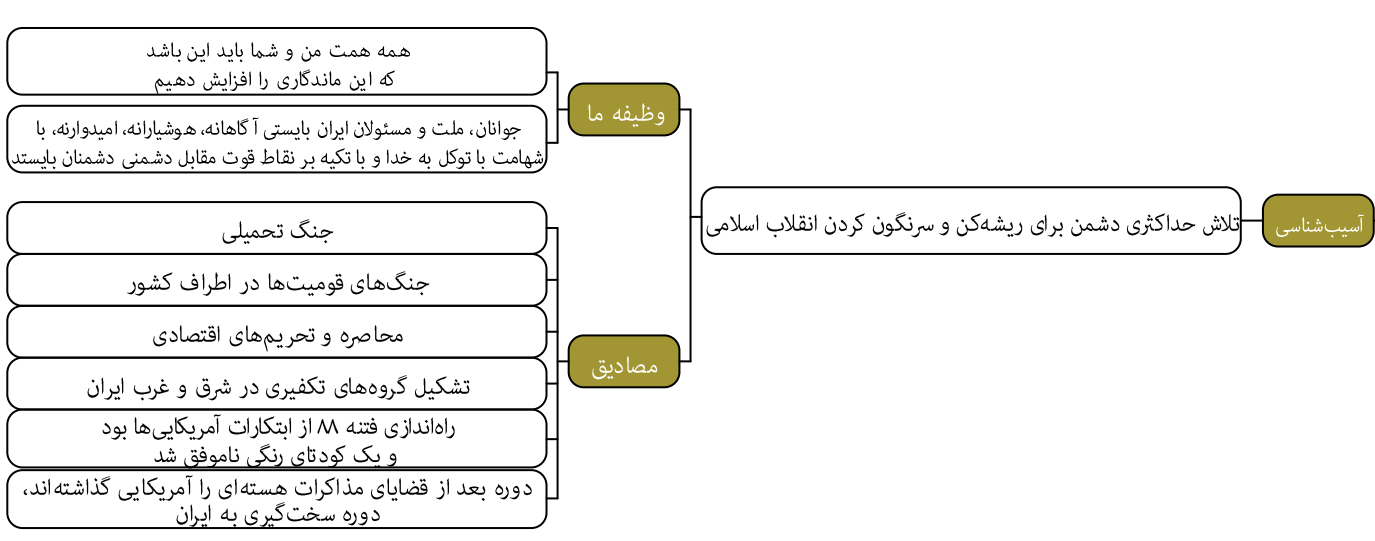 آسیب‌شناسی
تلاش حداکثری دشمن برای ریشه‌کن و سرنگون کردن انقلاب اسلامی
وظیفه ما
همه همت من و شما باید این باشد
که این ماندگاری را افزایش دهیم
جوانان، ملت و مسئولان ایران بایستی آگاهانه، هوشیارانه، امیدوارنه، با
شهامت با توکل به خدا و با تکیه بر نقاط قوت مقابل دشمنی دشمنان بایستد
مصادیق
جنگ تحمیلی
جنگ‌های قومیت‌ها در اطراف کشور
محاصره و تحریم‌های اقتصادی
تشکیل گروه‌های تکفیری در شرق و غرب ایران
راه‌اندازی فتنه ۸۸ از ابتکارات آمریکایی‌ها بود
و یک کودتای رنگی ناموفق شد
دوره بعد از قضایای مذاکرات هسته‌ای را آمریکایی گذاشته‌اند،
دوره سخت‌گیری به ایران